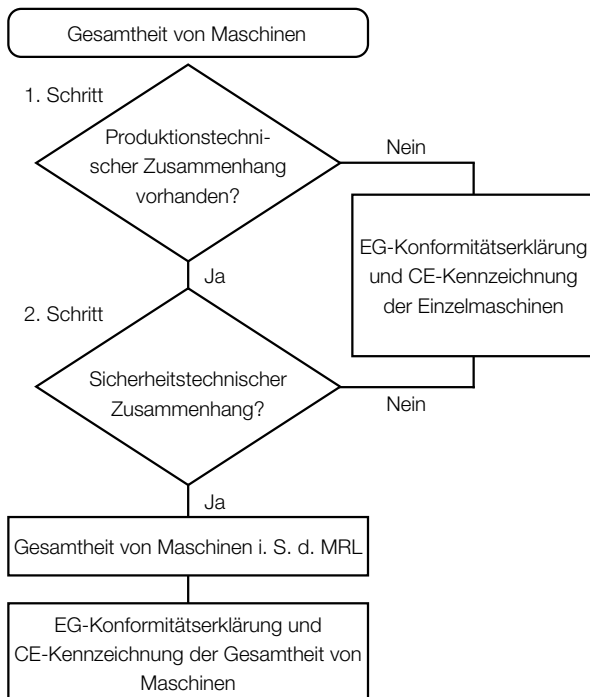 Gesamtheit von Maschinen
1. Schritt
Produktionstechni-
scher Zusammenhang
vorhanden?
Nein
EG-Konformitätserklärung
und CE-Kennzeichnung
der Einzelmaschinen
Ja
2. Schritt
Sicherheitstechnischer
Zusammenhang?
Nein
Ja
Gesamtheit von Maschinen i. S. d. MRL
EG-Konformitätserklärung und
CE-Kennzeichnung der Gesamtheit von
Maschinen